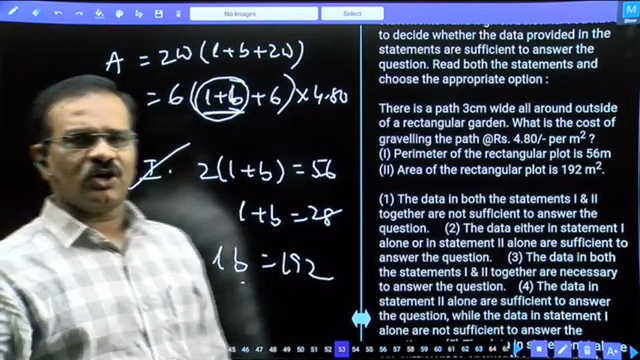 No Images
Select
A = 2w (l + b + 2w)
= 6 (l + b + 6) × 4.80
I. 2(l + b) = 56
l + b = 28
l b = 192
to decide whether the data provided in the
statements are sufficient to answer the
question. Read both the statements and
choose the appropriate option :
There is a path 3cm wide all around outside
of a rectangular garden. What is the cost of
gravelling the path @Rs. 4.80/- per m² ?
(I) Perimeter of the rectangular plot is 56m
(II) Area of the rectangular plot is 192 m².
(1) The data in both the statements I & II
together are not sufficient to answer the
question. (2) The data either in statement I
alone or in statement II alone are sufficient to
answer the question. (3) The data in both
the statements I & II together are necessary
to answer the question. (4) The data in
statement II alone are sufficient to answer
the question, while the data in statement I
alone are not sufficient to answer the
45 46 47 48 49 50 51 52 53 54 55 56 57 58 59 60 61 62 63 64 65 66
A+